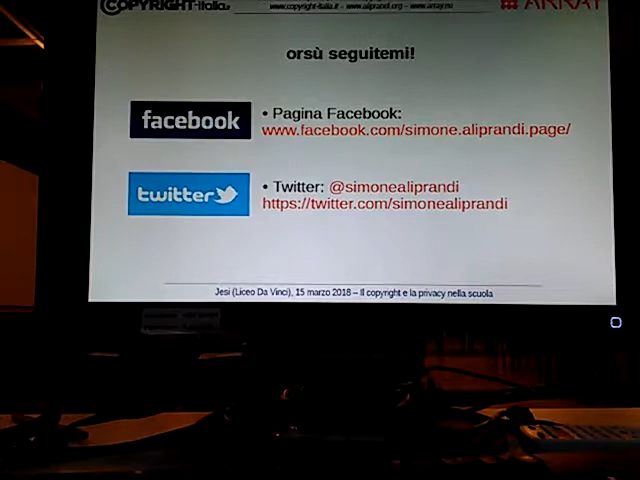 COPYRIGHT-Italia.it
www.copyright-italia.it – www.aliprandi.org – www.array.eu
ARRAY
orsù seguitemi!
facebook
• Pagina Facebook:
www.facebook.com/simone.aliprandi.page/
twitter
• Twitter: @simonealiprandi
https://twitter.com/simonealiprandi
Jesi (Liceo Da Vinci), 15 marzo 2018 – Il copyright e la privacy nella scuola